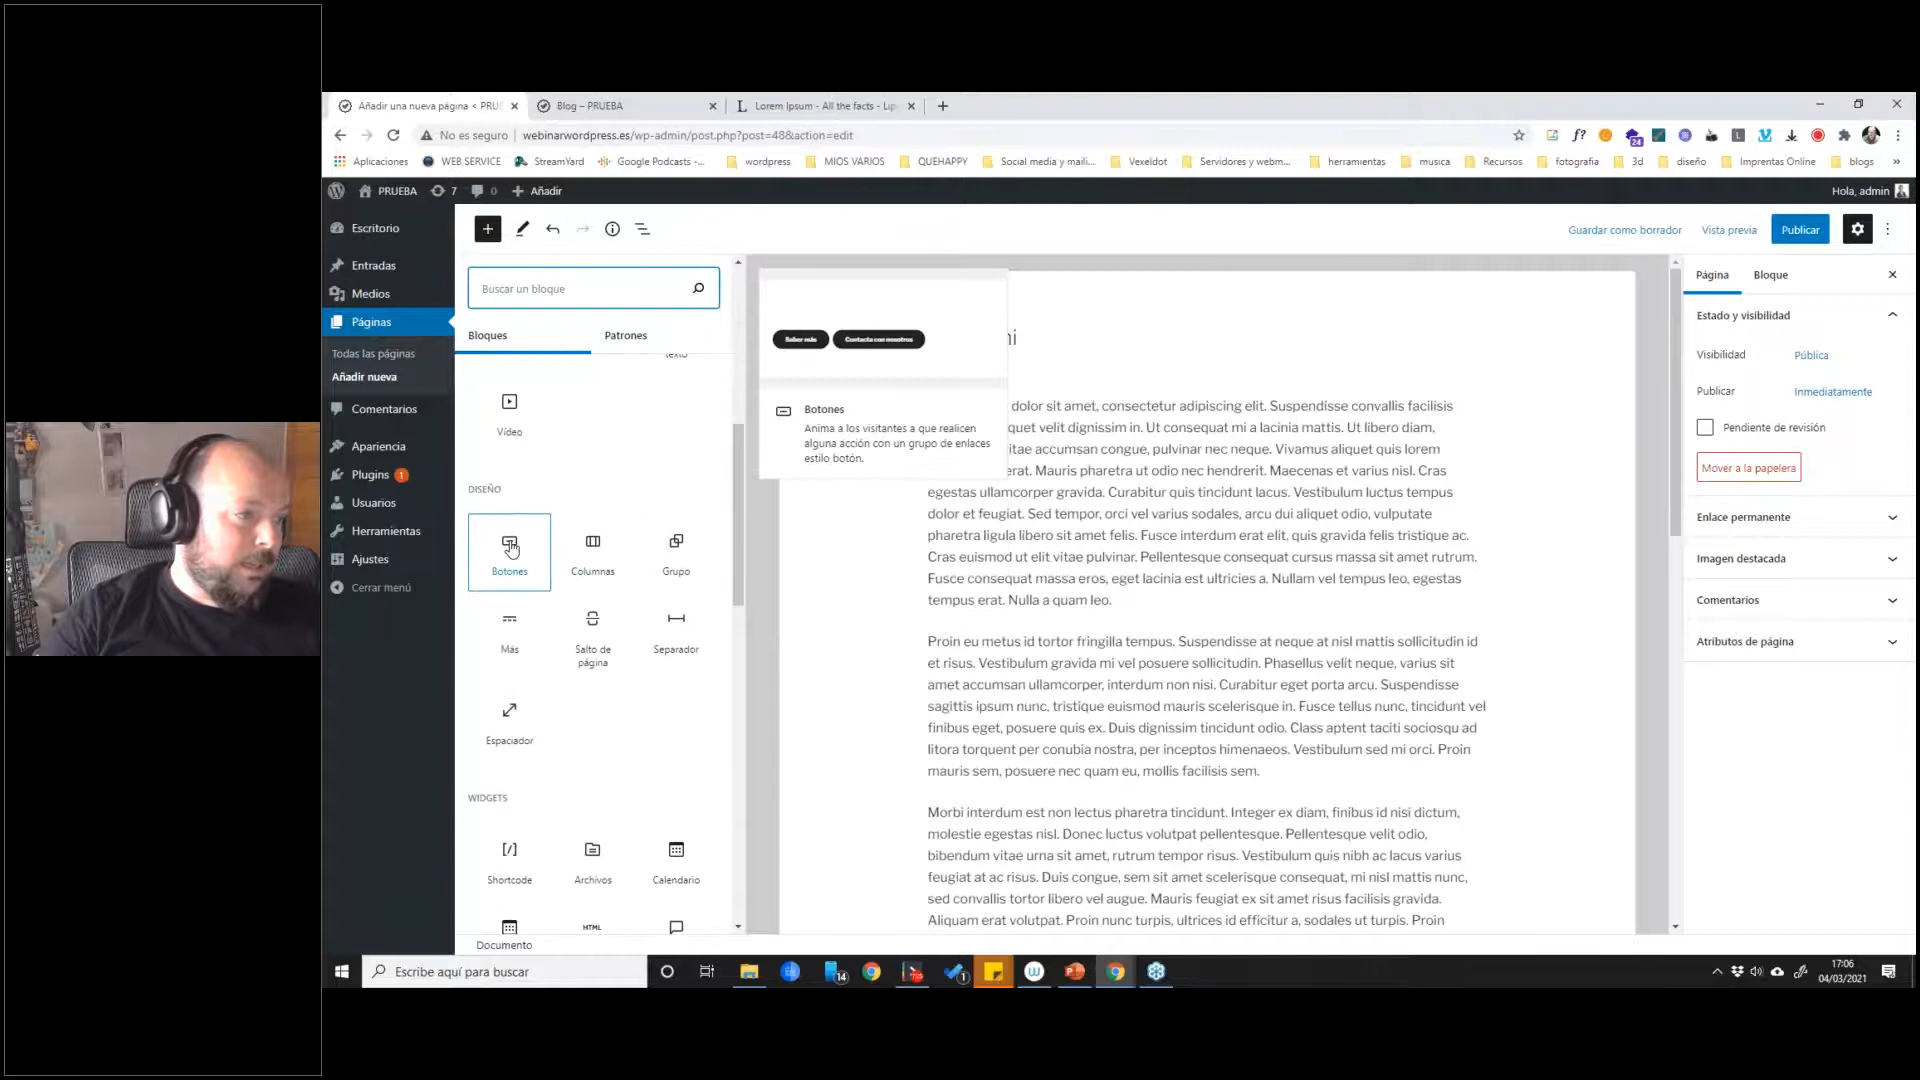 Añadir una nueva página < PRU
Blog – PRUEBA
Lorem Ipsum - All the facts - Lip
No es seguro
webinarwordpress.es/wp-admin/post.php?post=48&action=edit
24
Aplicaciones
WEB SERVICE
StreamYard
Google Podcasts -...
wordpress
MIOS VARIOS
QUEHAPPY
Social media y maili...
Vexeldot
Servidores y webm...
herramientas
musica
Recursos
fotografia
3d
diseño
Imprentas Online
blogs
»
PRUEBA
7
0
Añadir
Hola, admin
Escritorio
Entradas
Medios
Páginas
Todas las páginas
Añadir nueva
Comentarios
Apariencia
Plugins 1
Usuarios
Herramientas
Ajustes
Cerrar menú
Guardar como borrador
Vista previa
Publicar
Buscar un bloque
Bloques
Patrones
texto
Vídeo
DISEÑO
Botones
Columnas
Grupo
Más
Salto de
página
Separador
Espaciador
WIDGETS
Shortcode
Archivos
Calendario
HTML
Saber más
Contacta con nosotros
Botones
Anima a los visitantes a que realicen
alguna acción con un grupo de enlaces
estilo botón.
ni
dolor sit amet, consectetur adipiscing elit. Suspendisse convallis facilisis
quet velit dignissim in. Ut consequat mi a lacinia mattis. Ut libero diam,
itae accumsan congue, pulvinar nec neque. Vivamus aliquet quis lorem
erat. Mauris pharetra ut odio nec hendrerit. Maecenas et varius nisl. Cras
egestas ullamcorper gravida. Curabitur quis tincidunt lacus. Vestibulum luctus tempus
dolor et feugiat. Sed tempor, orci vel varius sodales, arcu dui aliquet odio, vulputate
pharetra ligula libero sit amet felis. Fusce interdum erat elit, quis gravida felis tristique ac.
Cras euismod ut elit vitae pulvinar. Pellentesque consequat cursus massa sit amet rutrum.
Fusce consequat massa eros, eget lacinia est ultricies a. Nullam vel tempus leo, egestas
tempus erat. Nulla a quam leo.
Proin eu metus id tortor fringilla tempus. Suspendisse at neque at nisl mattis sollicitudin id
et risus. Vestibulum gravida mi vel posuere sollicitudin. Phasellus velit neque, varius sit
amet accumsan ullamcorper, interdum non nisi. Curabitur eget porta arcu. Suspendisse
sagittis ipsum nunc, tristique euismod mauris scelerisque in. Fusce tellus nunc, tincidunt vel
finibus eget, posuere quis ex. Duis dignissim tincidunt odio. Class aptent taciti sociosqu ad
litora torquent per conubia nostra, per inceptos himenaeos. Vestibulum sed mi orci. Proin
mauris sem, posuere nec quam eu, mollis facilisis sem.
Morbi interdum est non lectus pharetra tincidunt. Integer ex diam, finibus id nisi dictum,
molestie egestas nisl. Donec luctus volutpat pellentesque. Pellentesque velit odio,
bibendum vitae urna sit amet, rutrum tempor risus. Vestibulum quis nibh ac lacus varius
feugiat at ac risus. Duis congue, sem sit amet scelerisque consequat, mi nisl mattis nunc,
sed convallis tortor libero vel augue. Mauris feugiat ex sit amet risus facilisis gravida.
Aliquam erat volutpat. Proin nunc turpis, ultrices id efficitur a, sodales ut turpis. Proin
Página
Bloque
Estado y visibilidad
Visibilidad
Pública
Publicar
Inmediatamente
Pendiente de revisión
Mover a la papelera
Enlace permanente
Imagen destacada
Comentarios
Atributos de página
Documento
Escribe aquí para buscar
14
1
17:06
04/03/2021